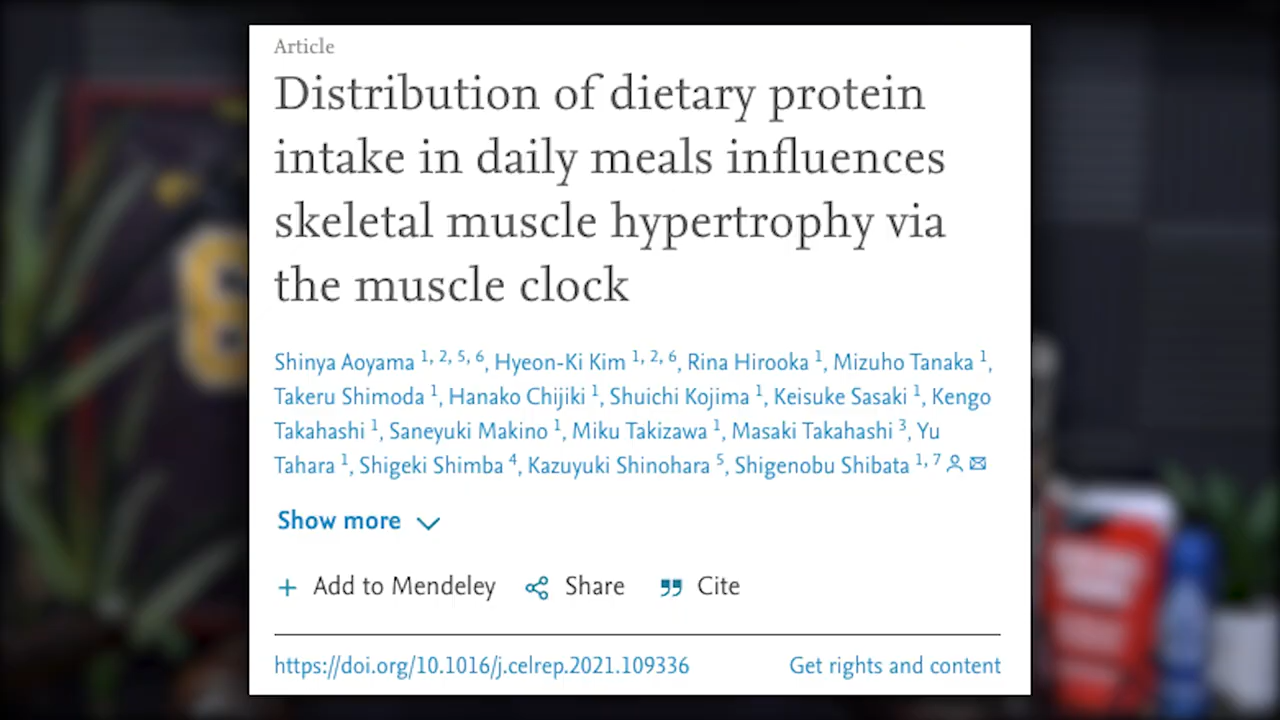 Article
Distribution of dietary protein
intake in daily meals influences
skeletal muscle hypertrophy via
the muscle clock
Shinya Aoyama 1, 2, 5, 6, Hyeon-Ki Kim 1, 2, 6, Rina Hirooka 1, Mizuho Tanaka 1,
Takeru Shimoda 1, Hanako Chijiki 1, Shuichi Kojima 1, Keisuke Sasaki 1, Kengo
Takahashi 1, Saneyuki Makino 1, Miku Takizawa 1, Masaki Takahashi 3, Yu
Tahara 1, Shigeki Shimba 4, Kazuyuki Shinohara 5, Shigenobu Shibata 1, 7
Show more
+ Add to Mendeley Share Cite
https://doi.org/10.1016/j.celrep.2021.109336 Get rights and content